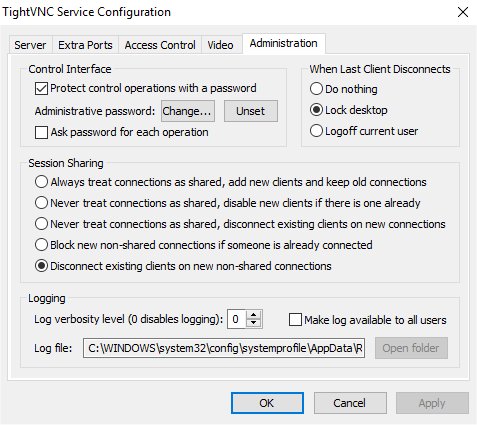 TightVNC Service Configuration
Server Extra Ports Access Control Video Administration
Control Interface
Protect control operations with a password
Administrative password: Change... Unset
Ask password for each operation
When Last Client Disconnects
Do nothing
Lock desktop
Logoff current user
Session Sharing
Always treat connections as shared, add new clients and keep old connections
Never treat connections as shared, disable new clients if there is one already
Never treat connections as shared, disconnect existing clients on new connections
Block new non-shared connections if someone is already connected
Disconnect existing clients on new non-shared connections
Logging
Log verbosity level (0 disables logging): 0 Make log available to all users
Log file: C:\WINDOWS\system32\config\systemprofile\AppData\R Open folder
OK Cancel Apply